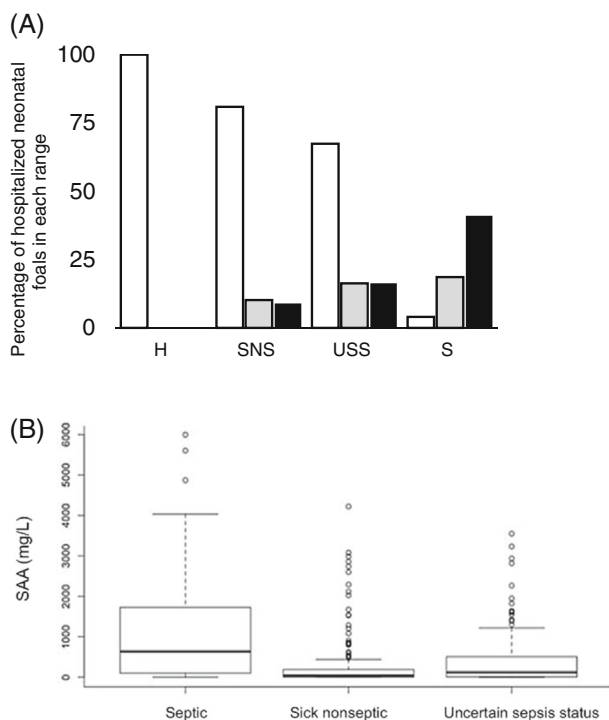 (A)
Percentage of hospitalized neonatal
foals in each range
100
75
50
25
0
H SNS USS S
(B)
SAA (mg/L)
6000
5000
4000
3000
2000
1000
0
Septic Sick nonseptic Uncertain sepsis status